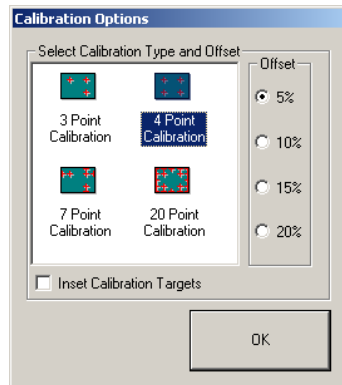 Calibration Options
Select Calibration Type and Offset
3 Point
Calibration
4 Point
Calibration
7 Point
Calibration
20 Point
Calibration
Offset
5%
10%
15%
20%
Inset Calibration Targets
OK